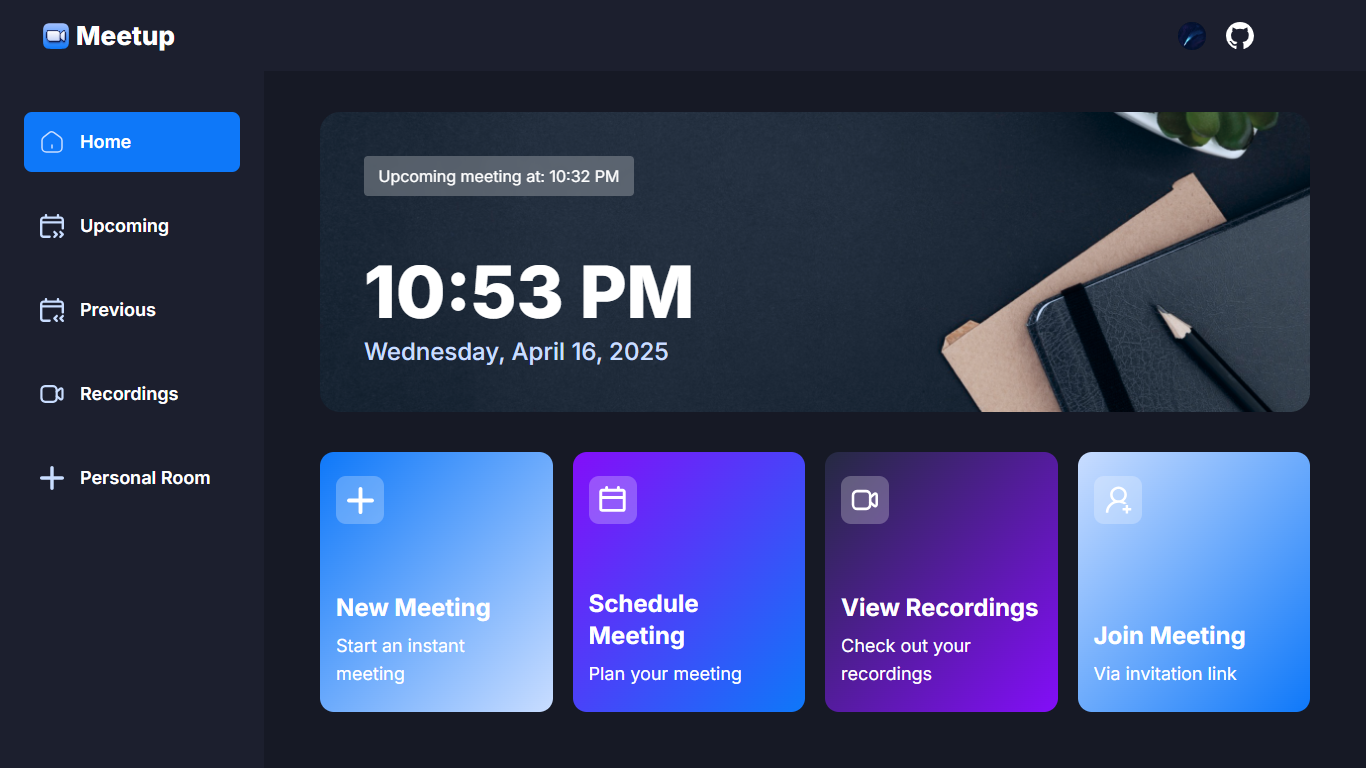 Meetup
Home
Upcoming
Previous
Recordings
Personal Room
Upcoming meeting at: 10:32 PM
10:53 PM
Wednesday, April 16, 2025
New Meeting
Start an instant
meeting
Schedule
Meeting
Plan your meeting
View Recordings
Check out your
recordings
Join Meeting
Via invitation link